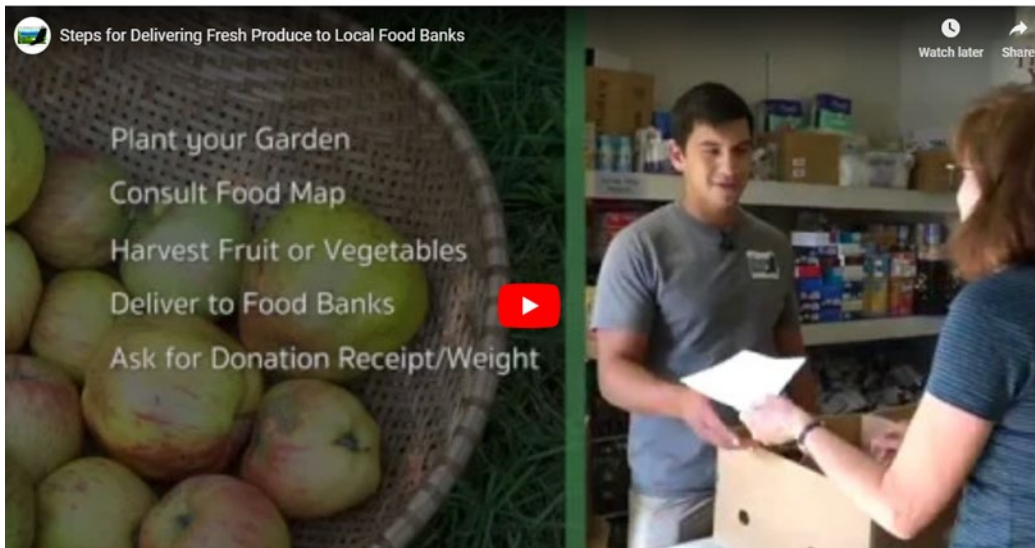 Steps for Delivering Fresh Produce to Local Food Banks
Watch later
Share
Plant your Garden
Consult Food Map
Harvest Fruit or Vegetables
Deliver to Food Banks
Ask for Donation Receipt/Weight